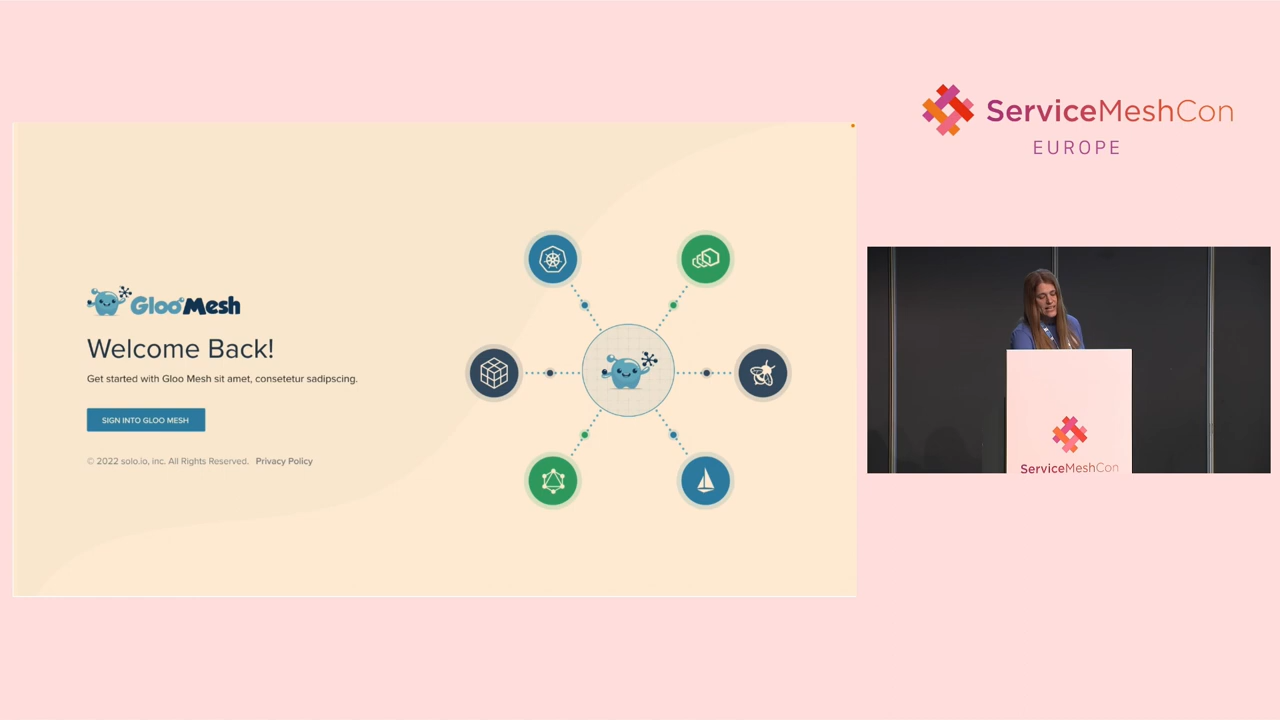 ServiceMeshCon
EUROPE
Gloo Mesh
Welcome Back!
Get started with Gloo Mesh sit amet, consetetur sadipscing.
SIGN INTO GLOO MESH
© 2022 solo.io, inc. All Rights Reserved. Privacy Policy
ServiceMeshCon